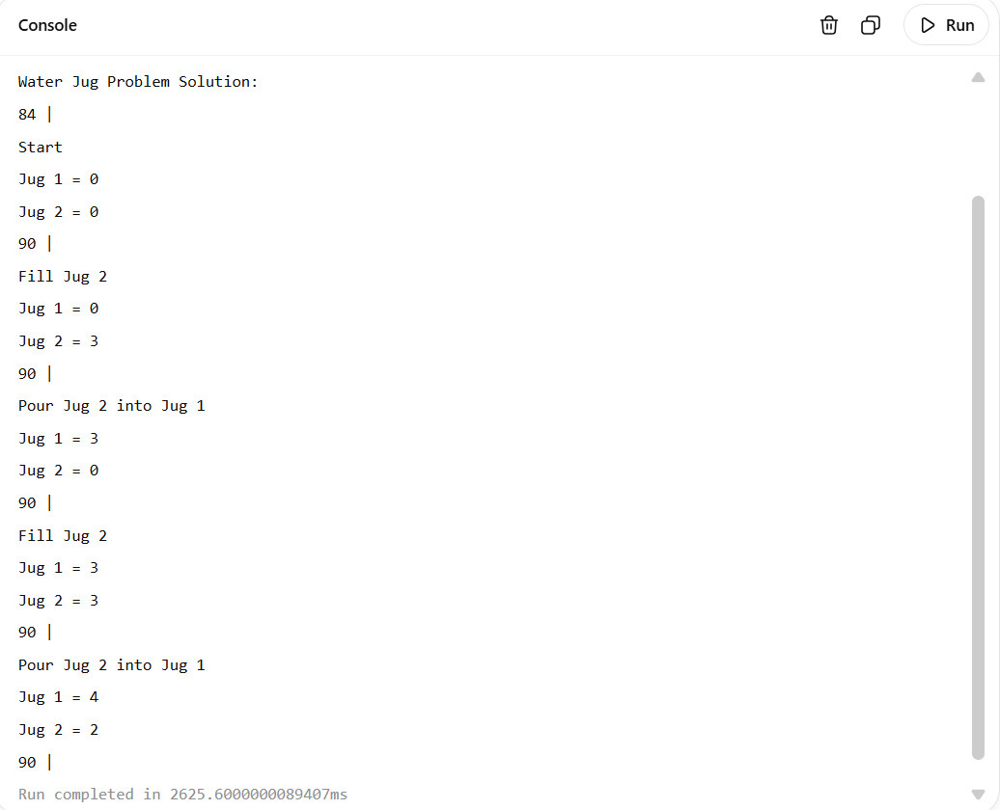 Console
Run
Water Jug Problem Solution:
84 |
Start
Jug 1 = 0
Jug 2 = 0
90 |
Fill Jug 2
Jug 1 = 0
Jug 2 = 3
90 |
Pour Jug 2 into Jug 1
Jug 1 = 3
Jug 2 = 0
90 |
Fill Jug 2
Jug 1 = 3
Jug 2 = 3
90 |
Pour Jug 2 into Jug 1
Jug 1 = 4
Jug 2 = 2
90 |
Run completed in 2625.6000000089407ms